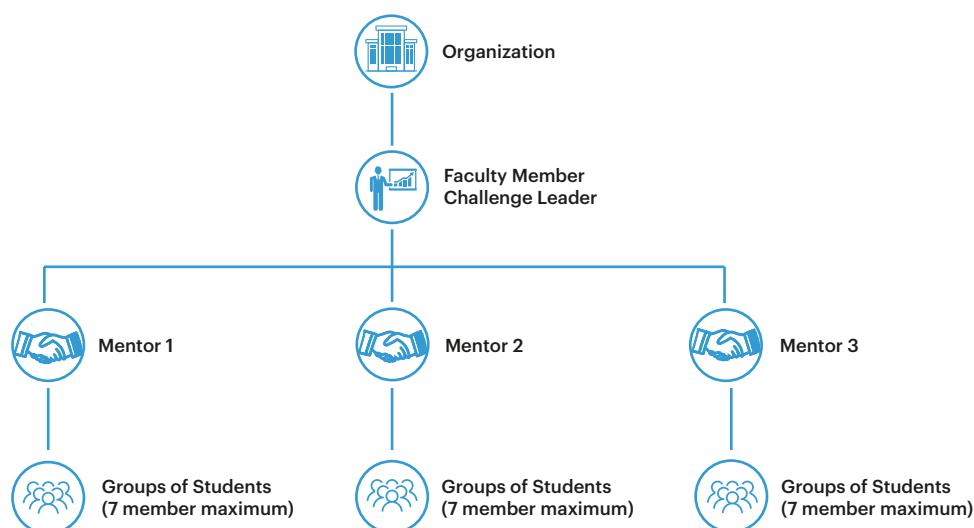 Organization
Faculty Member
Challenge Leader
Mentor 1
Mentor 2
Mentor 3
Groups of Students
(7 member maximum)
Groups of Students
(7 member maximum)
Groups of Students
(7 member maximum)